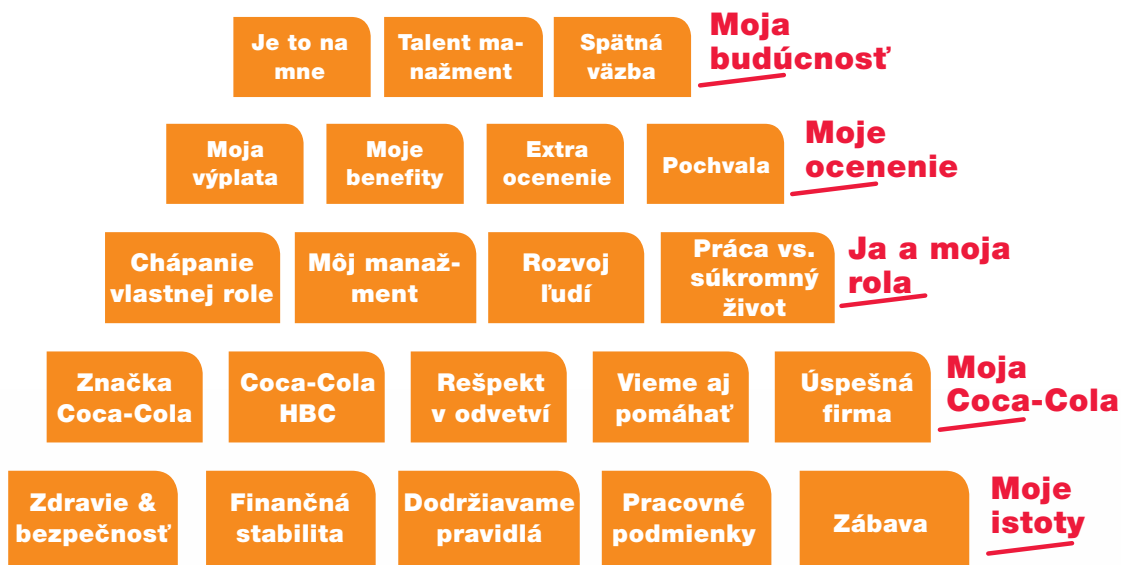 Je to na
mne
Talent ma-
nažment
Spätná
väzba
Moja
budúcnosť
Moja
výplata
Moje
benefity
Extra
ocenenie
Pochvala
Moje
ocenenie
Chápanie
vlastnej role
Môj manaž-
ment
Rozvoj
ľudí
Práca vs.
súkromný
život
Ja a moja
rola
Značka
Coca-Cola
Coca-Cola
HBC
Rešpekt
v odvetví
Vieme aj
pomáhať
Úspešná
firma
Moja
Coca-Cola
Zdravie &
bezpečnosť
Finančná
stabilita
Dodržiavame
pravidlá
Pracovné
podmienky
Zábava
Moje
istoty